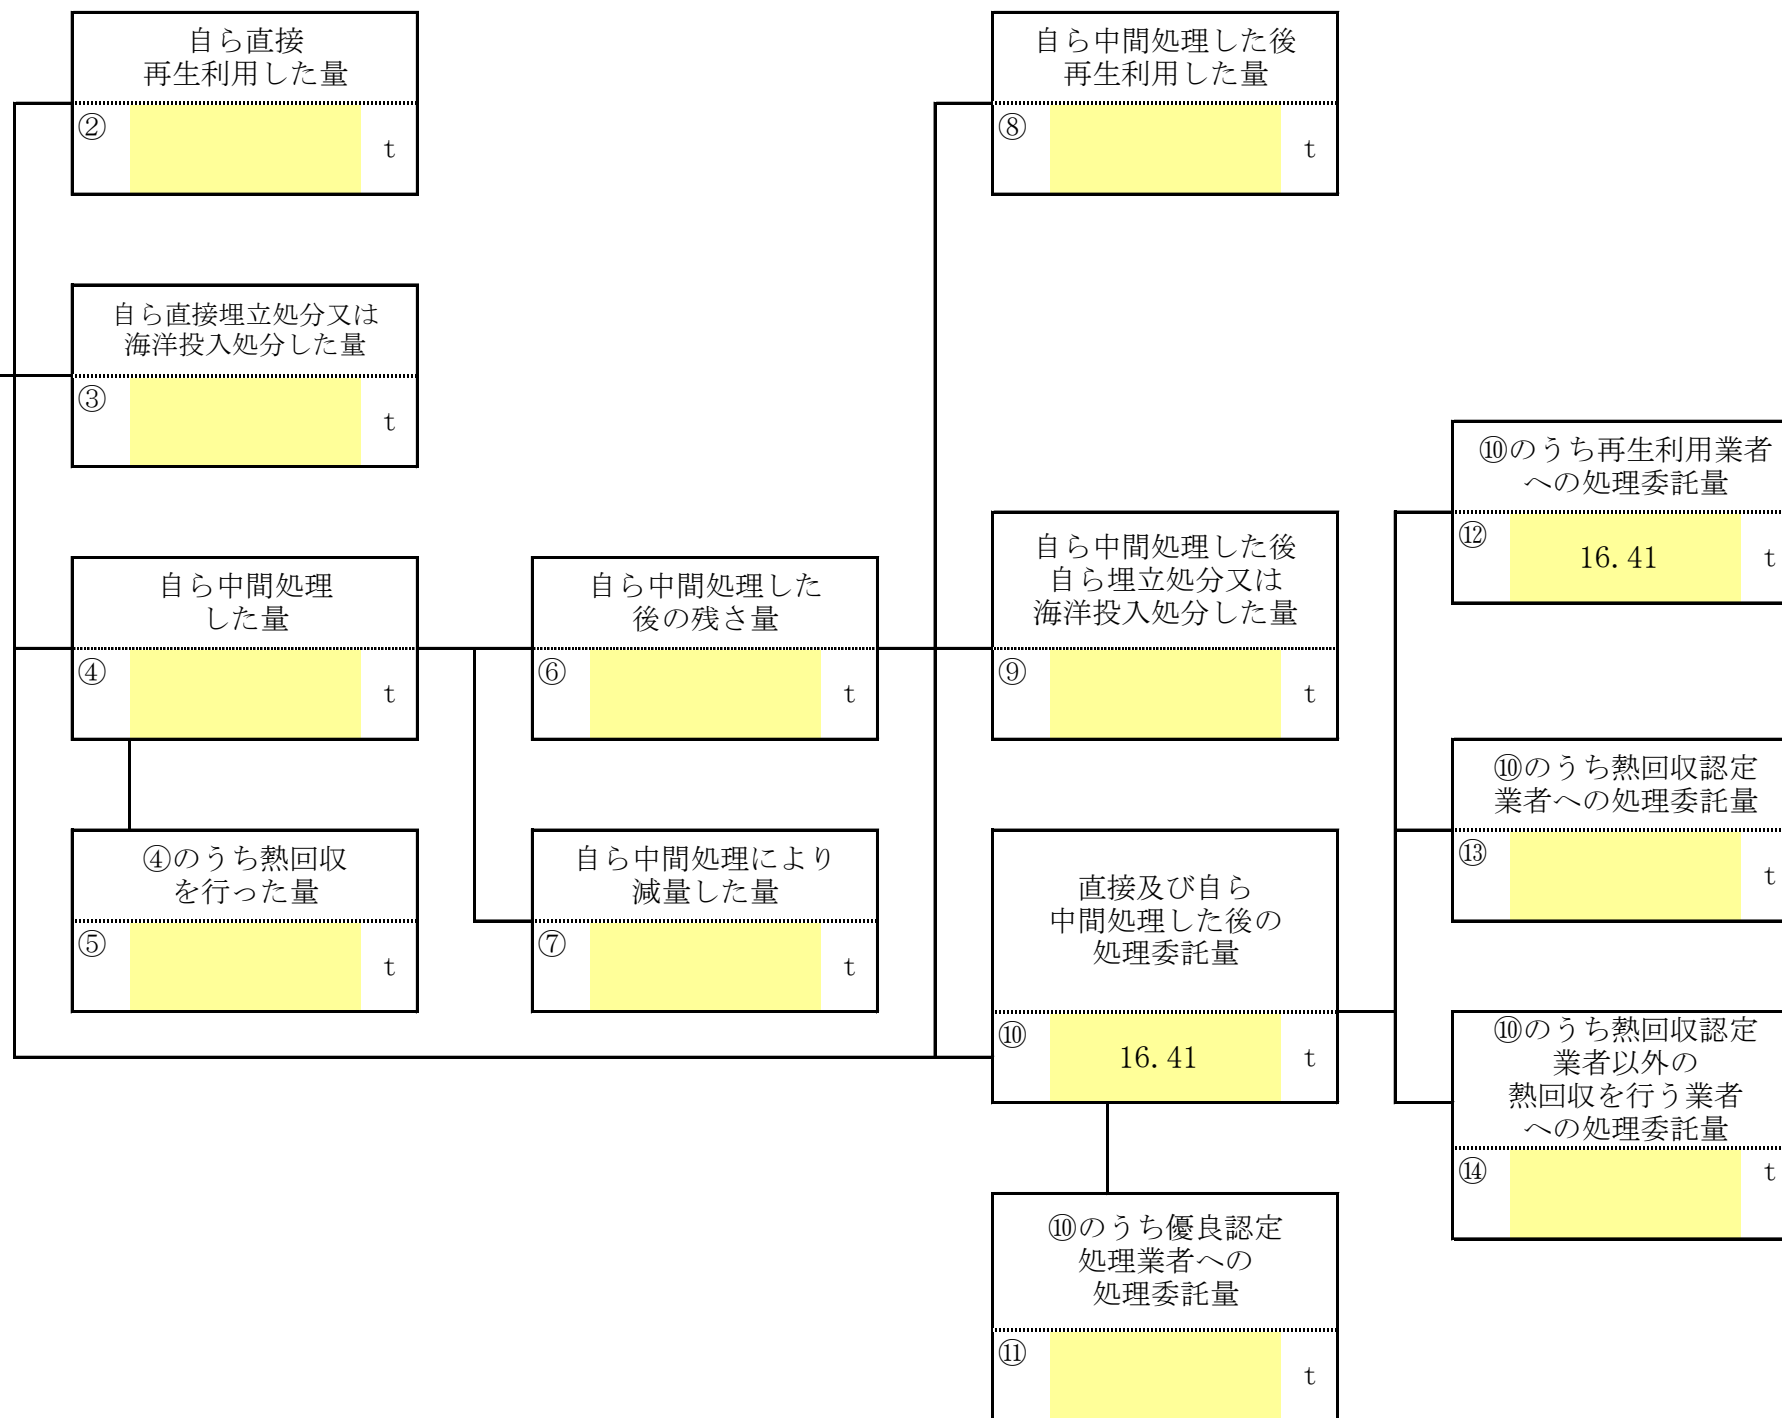 自ら直接
再生利用した量
②
t
自ら中間処理した後
再生利用した量
⑧
t
自ら直接埋立処分又は
海洋投入処分した量
③
t
⑩のうち再生利用業者
への処理委託量
⑫
16.41
t
自ら中間処理
した量
④
t
自ら中間処理した
後の残さ量
⑥
t
自ら中間処理した後
自ら埋立処分又は
海洋投入処分した量
⑨
t
⑩のうち熱回収認定
業者への処理委託量
⑬
t
④のうち熱回収
を行った量
⑤
t
自ら中間処理により
減量した量
⑦
t
直接及び自ら
中間処理した後の
処理委託量
⑩
16.41
t
⑩のうち熱回収認定
業者以外の
熱回収を行う業者
への処理委託量
⑭
t
⑩のうち優良認定
処理業者への
処理委託量
⑪
t